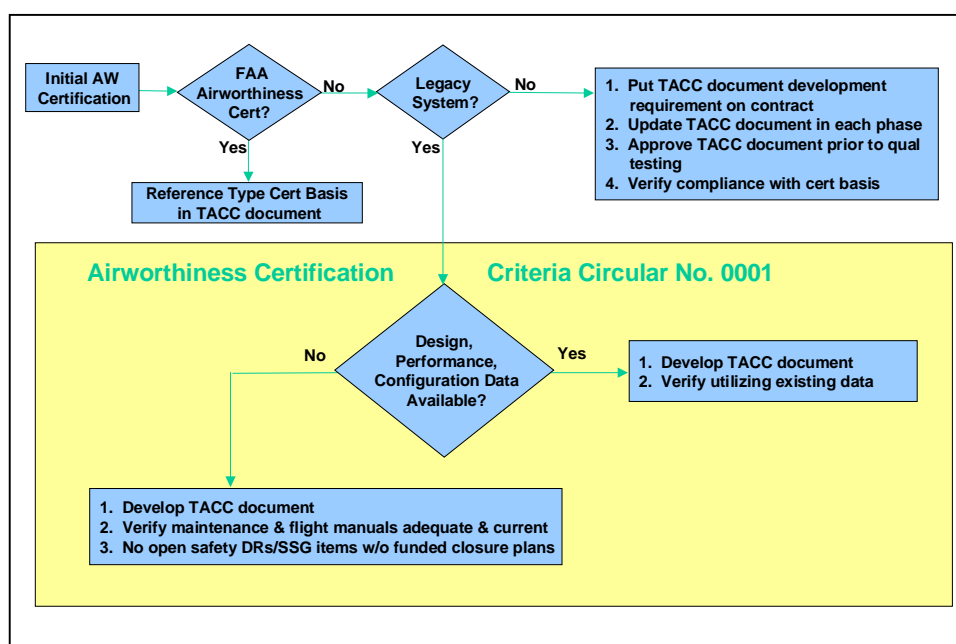 Initial AW
Certification
FAA
Airworthiness
Cert?
No
Legacy
System?
No
1. Put TACC document development
requirement on contract
2. Update TACC document in each phase
3. Approve TACC document prior to qual
testing
4. Verify compliance with cert basis
Yes
Yes
Reference Type Cert Basis
in TACC document
Airworthiness Certification Criteria Circular No. 0001
Design,
Performance,
Configuration Data
Available?
No
Yes
1. Develop TACC document
2. Verify utilizing existing data
1. Develop TACC document
2. Verify maintenance & flight manuals adequate & current
3. No open safety DRs/SSG items w/o funded closure plans